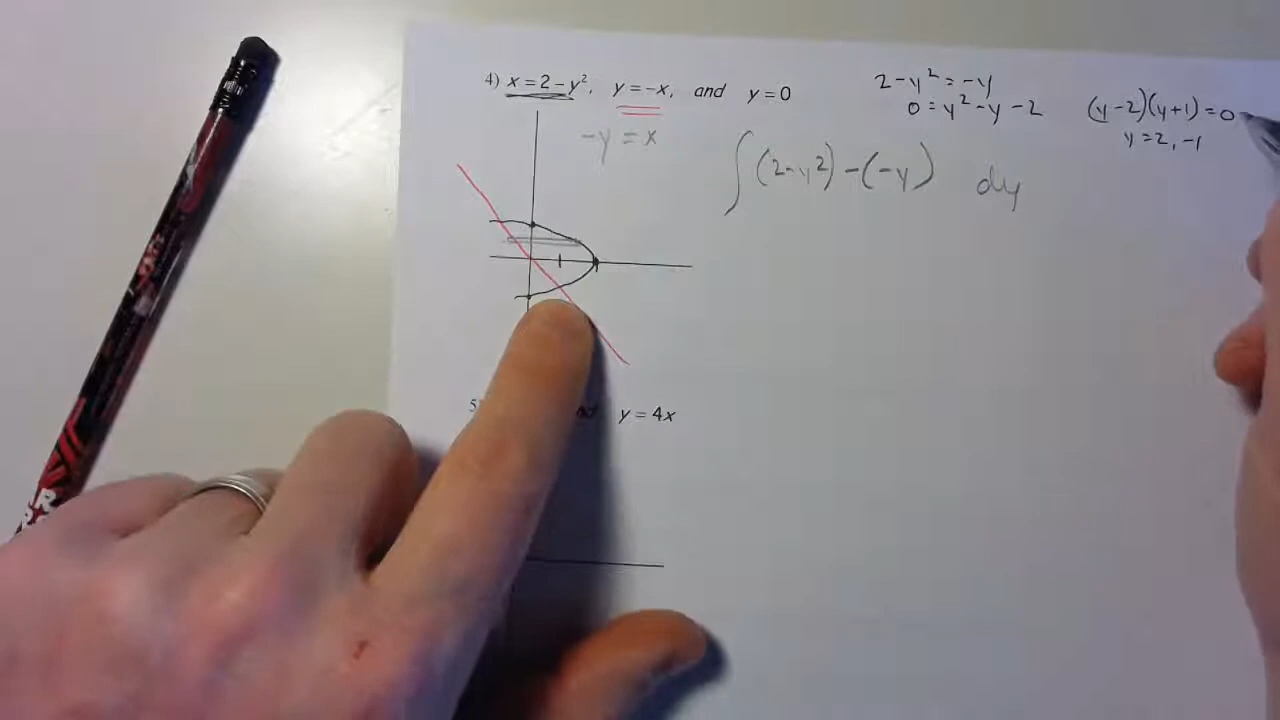 4) x = 2 – y², y = –x, and y = 0
-y = x
2 - y² = -y
0 = y² - y - 2
(y - 2)(y + 1) = 0
y = 2, -1
∫ (2 - y²) - (-y) dy
5
y = 4x